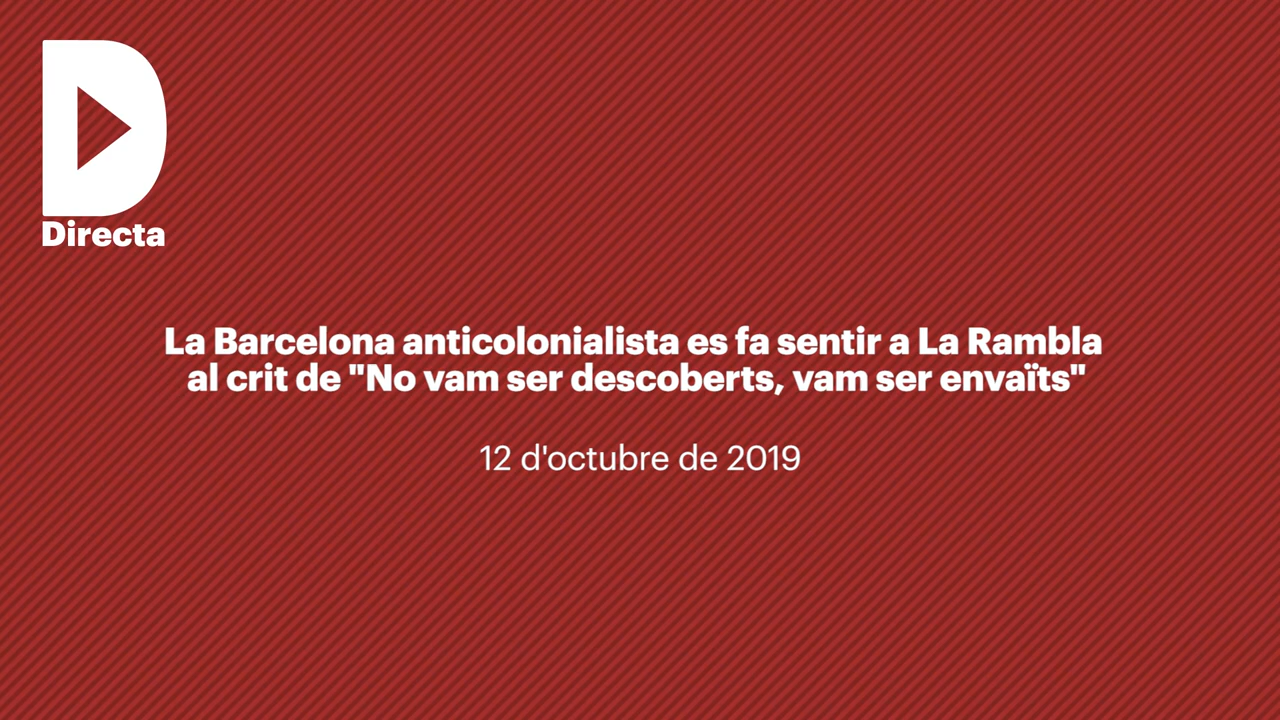 Directa
La Barcelona anticolonialista es fa sentir a La Rambla
al crit de "No vam ser descoberts, vam ser envaïts"
12 d'octubre de 2019